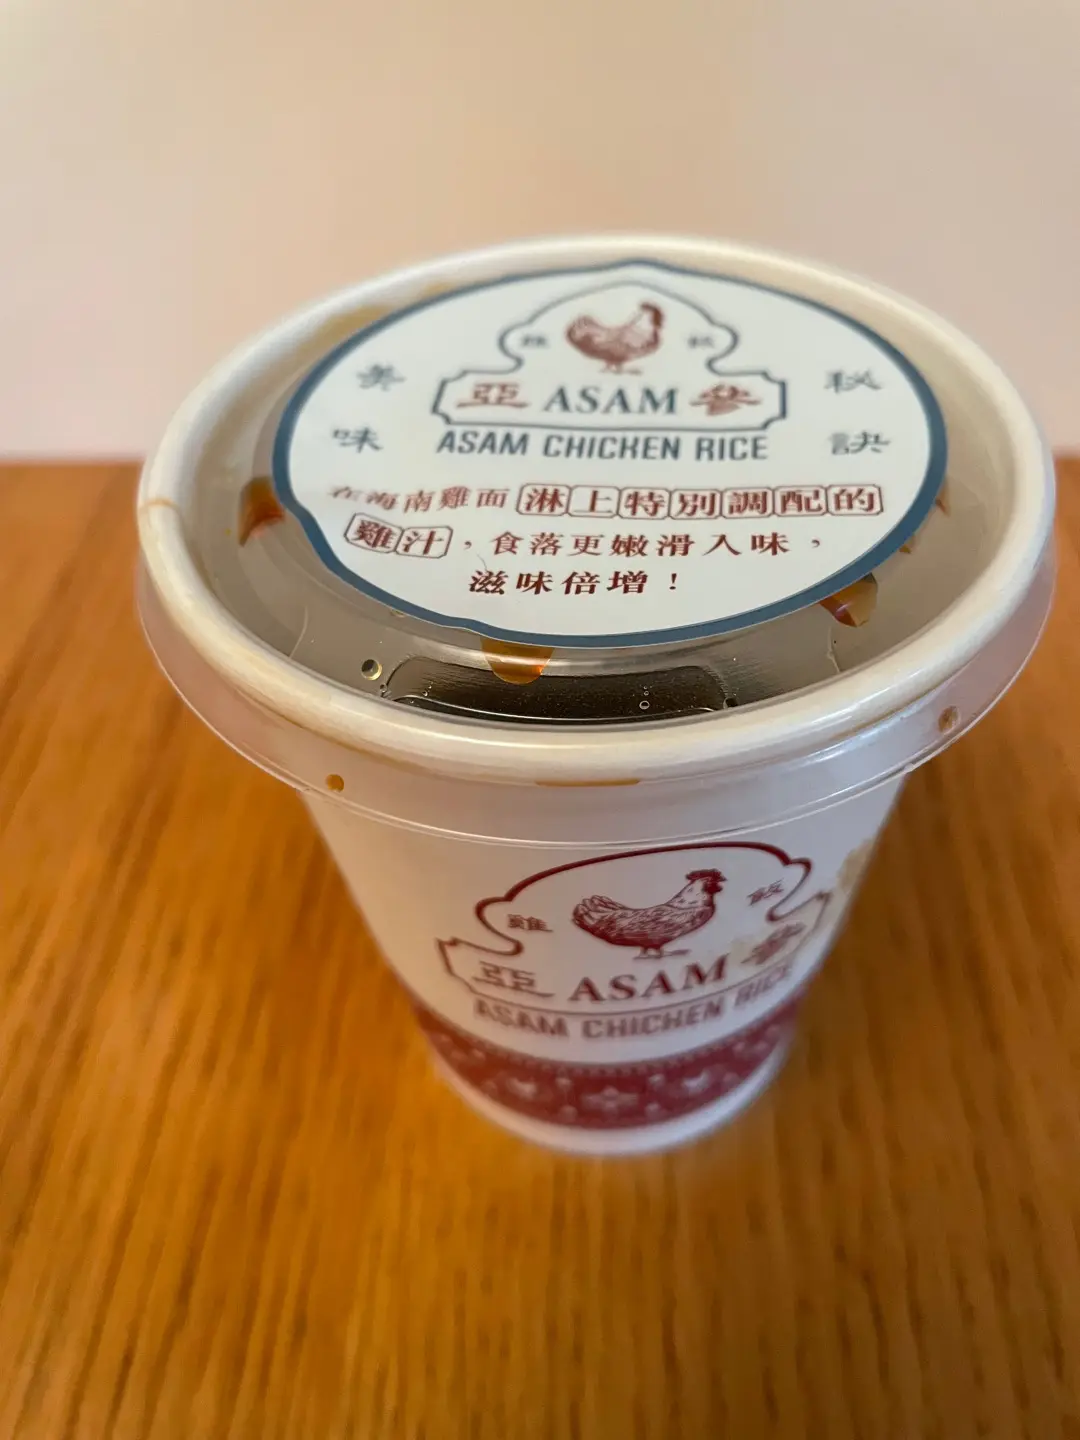 雞 飯
亞 ASAM 參
ASAM CHICKEN RICE
美味
秘訣
在海南雞面淋上特別調配的
雞汁，食落更嫩滑入味，
滋味倍增！
雞 飯
亞 ASAM 參
ASAM CHICKEN RICE